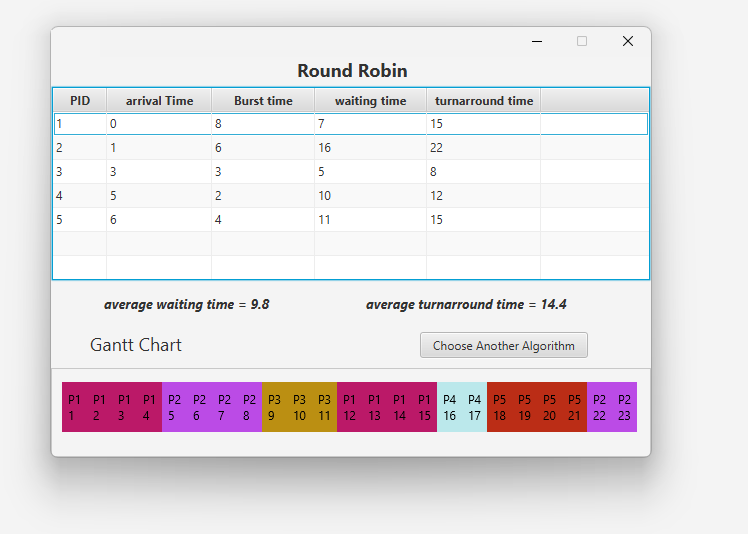 Round Robin
PID arrival Time Burst time waiting time turnarround time
1 0 8 7 15
2 1 6 16 22
3 3 3 5 8
4 5 2 10 12
5 6 4 11 15
average waiting time = 9.8 average turnarround time = 14.4
Gantt Chart Choose Another Algorithm
P1 P1 P1 P1 P2 P2 P2 P2 P3 P3 P3 P1 P1 P1 P1 P4 P4 P5 P5 P5 P5 P2 P2
1 2 3 4 5 6 7 8 9 10 11 12 13 14 15 16 17 18 19 20 21 22 23